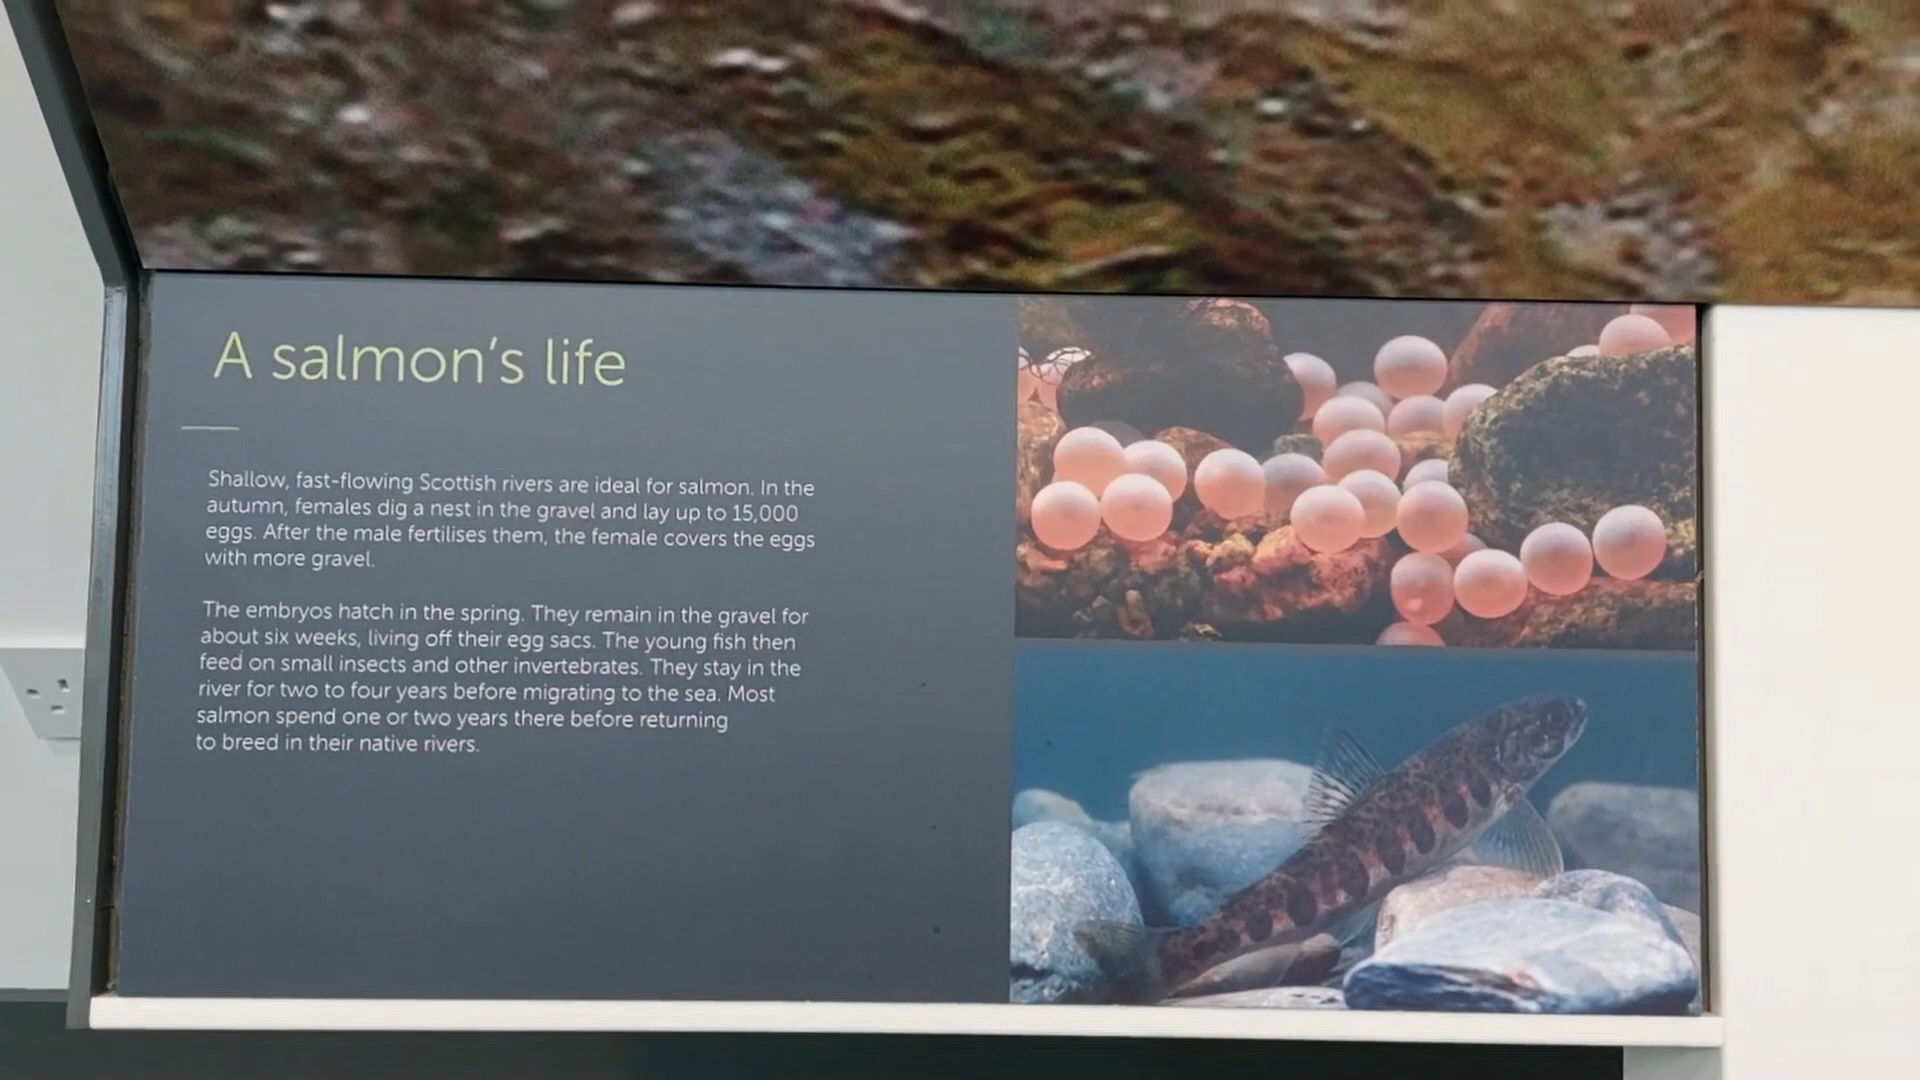 A salmon's life
Shallow, fast-flowing Scottish rivers are ideal for salmon. In the
autumn, females dig a nest in the gravel and lay up to 15,000
eggs. After the male fertilises them, the female covers the eggs
with more gravel.
The embryos hatch in the spring. They remain in the gravel for
about six weeks, living off their egg sacs. The young fish then
feed on small insects and other invertebrates. They stay in the
river for two to four years before migrating to the sea. Most
salmon spend one or two years there before returning
to breed in their native rivers.